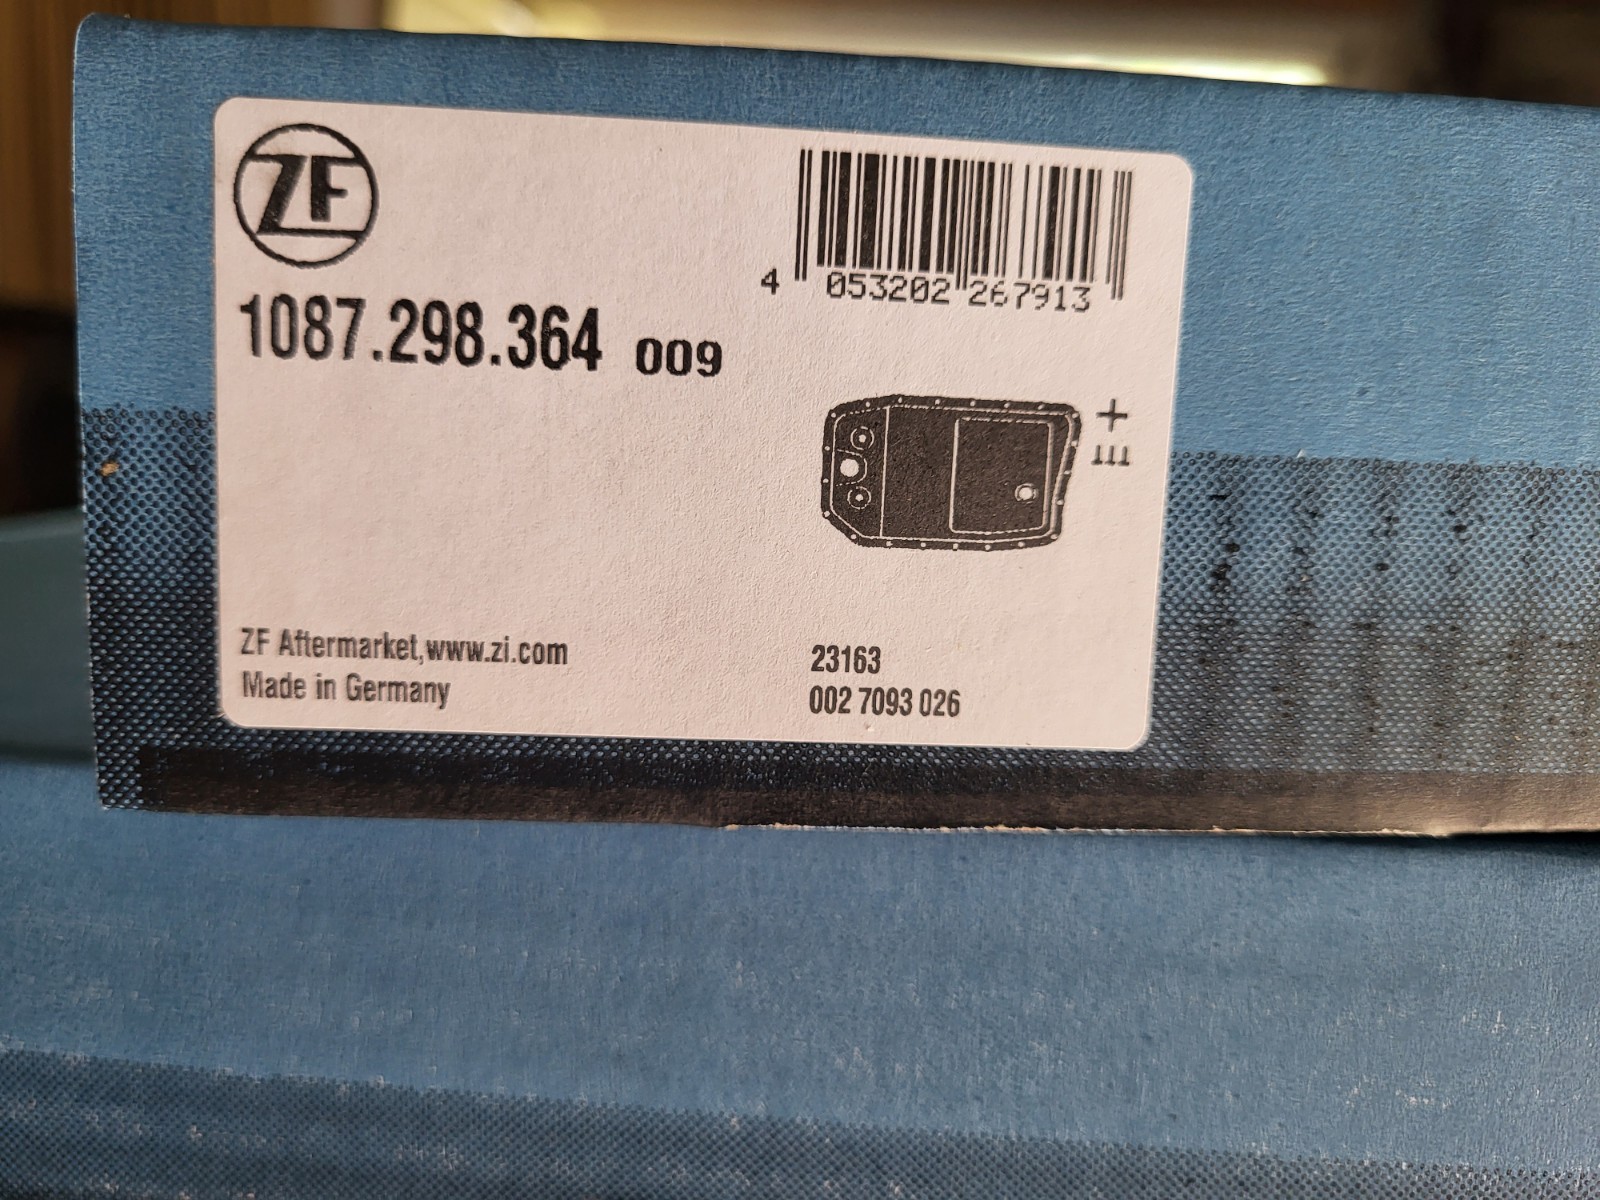 ZF
4 053202 267913
1087.298.364 009
ZF Aftermarket,www.zi.com
Made in Germany
23163
002 7093 026